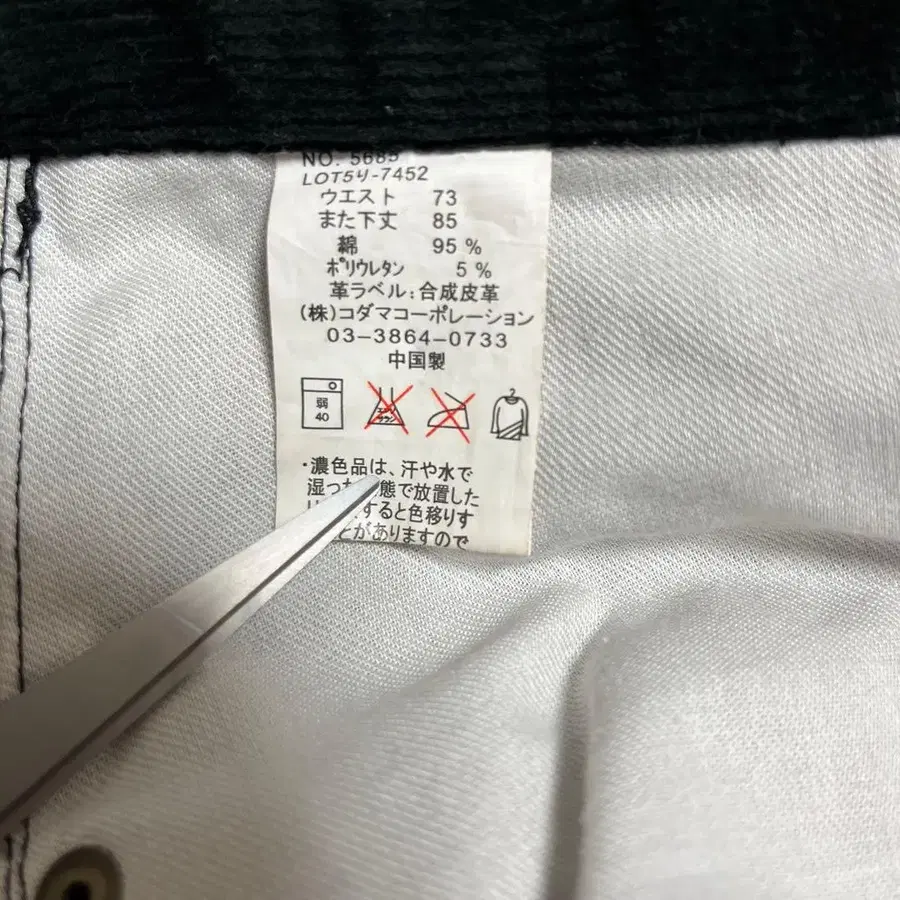 NO. 5685
LOT5り-7452
ウエスト 73
また下丈 85
綿 95%
ポリウレタン 5%
革ラベル:合成皮革
(株)コダマコーポレーション
03-3864-0733
中国製
弱
40
・濃色品は、汗や水で
湿った 態で放置した
すると色移りす
とがありますので